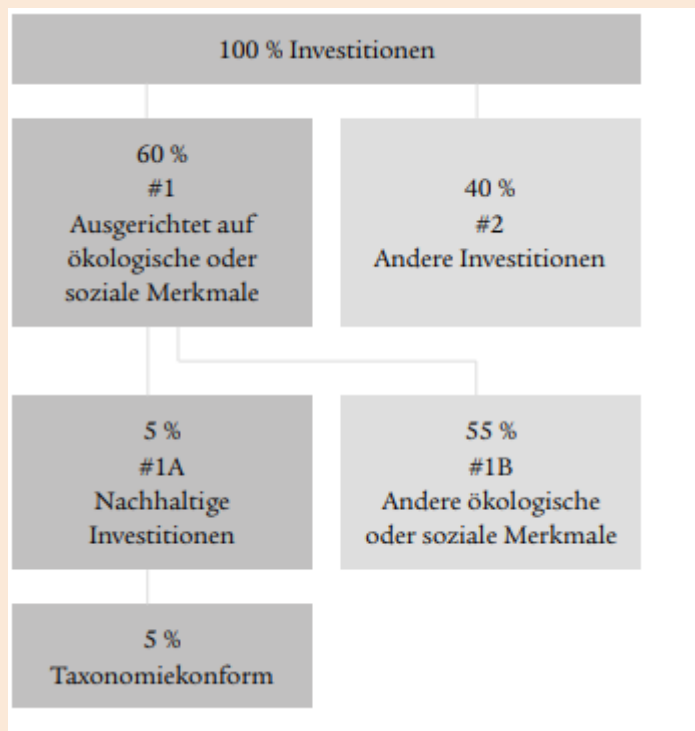 100 % Investitionen
60 %
#1
Ausgerichtet auf
ökologische oder
soziale Merkmale
40 %
#2
Andere Investitionen
5 %
#1A
Nachhaltige
Investitionen
55 %
#1B
Andere ökologische
oder soziale Merkmale
5 %
Taxonomiekonform